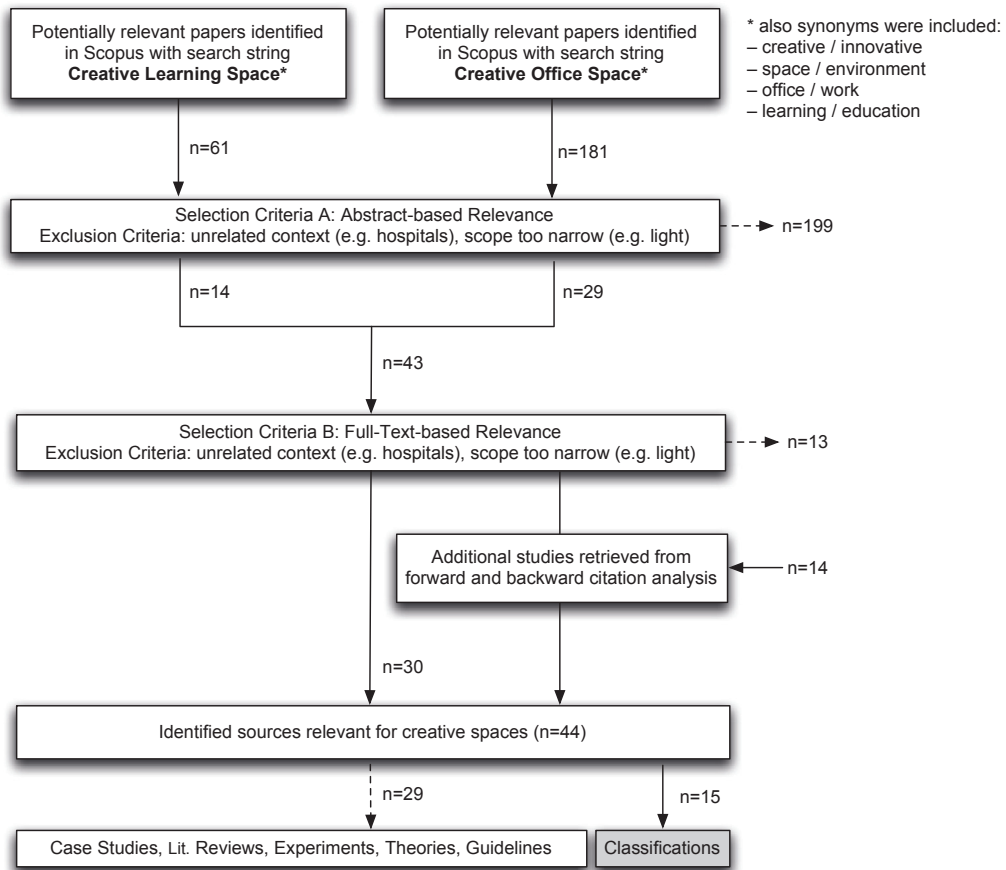 Potentially relevant papers identified
in Scopus with search string
Creative Learning Space*
Potentially relevant papers identified
in Scopus with search string
Creative Office Space*
* also synonyms were included:
– creative / innovative
– space / environment
– office / work
– learning / education
n=61
n=181
Selection Criteria A: Abstract-based Relevance
Exclusion Criteria: unrelated context (e.g. hospitals), scope too narrow (e.g. light)
n=199
n=14
n=29
n=43
Selection Criteria B: Full-Text-based Relevance
Exclusion Criteria: unrelated context (e.g. hospitals), scope too narrow (e.g. light)
n=13
Additional studies retrieved from
forward and backward citation analysis
n=14
n=30
Identified sources relevant for creative spaces (n=44)
n=29
n=15
Case Studies, Lit. Reviews, Experiments, Theories, Guidelines
Classifications